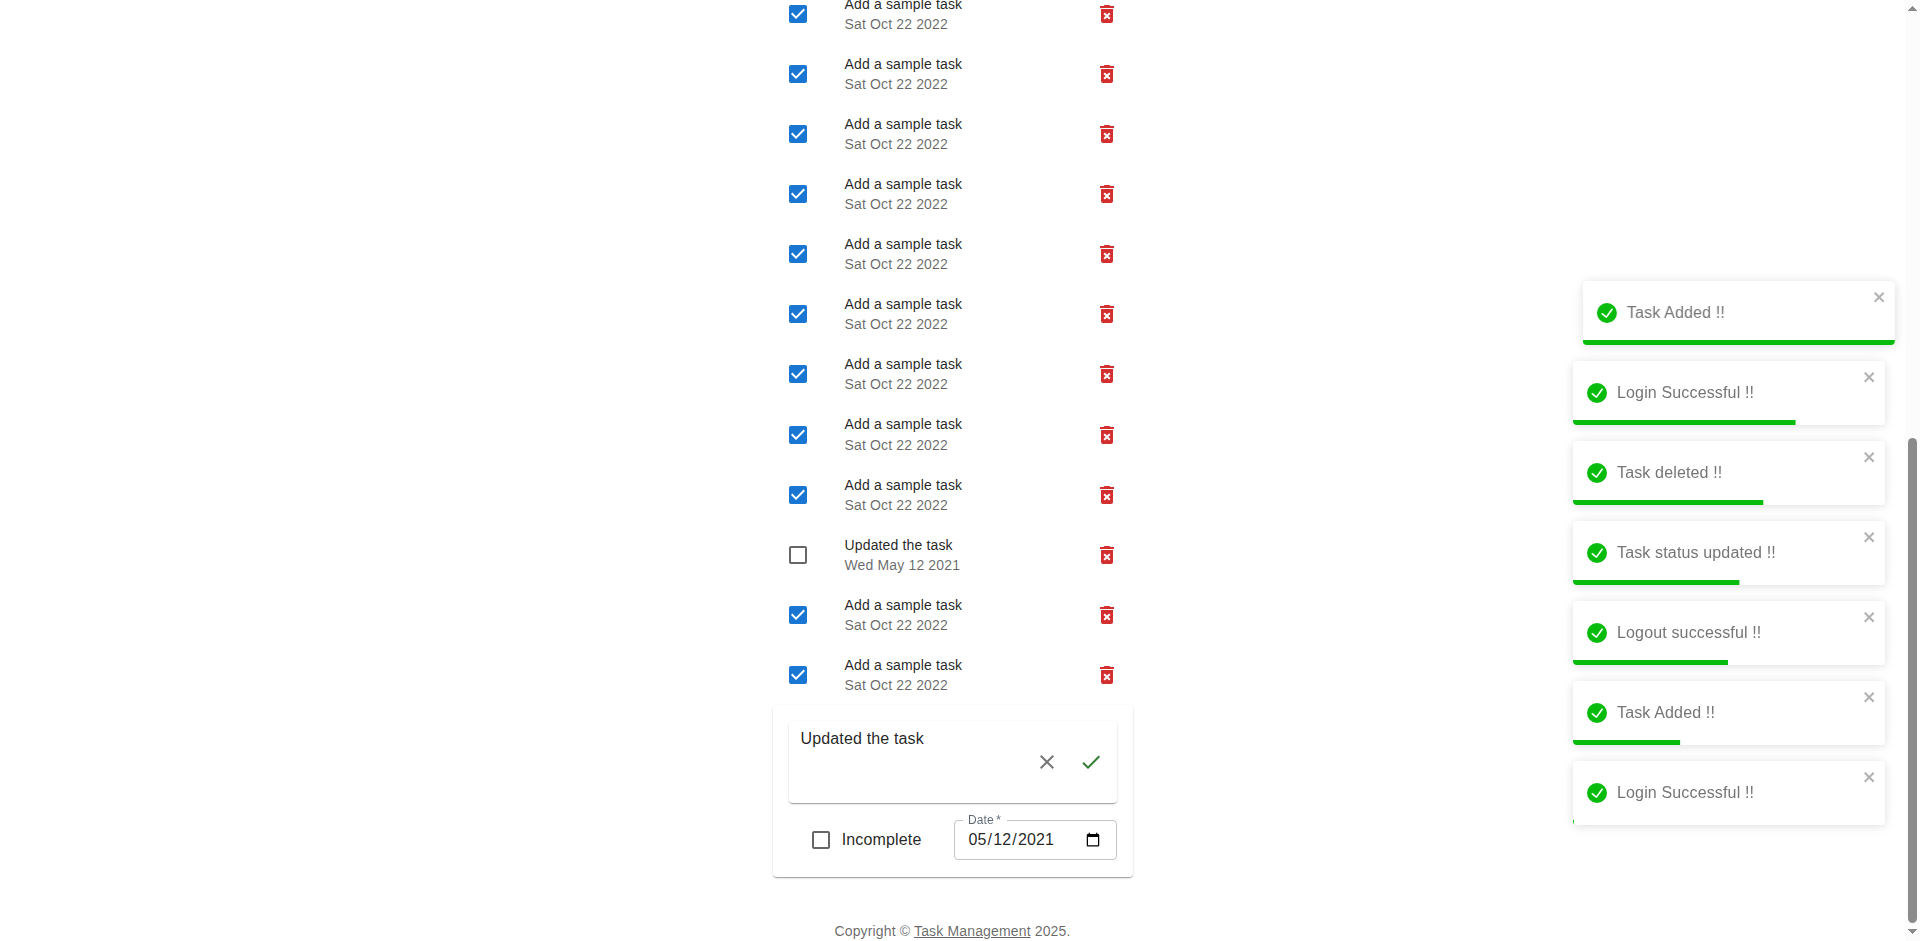 Add a sample task
Sat Oct 22 2022
Add a sample task
Sat Oct 22 2022
Add a sample task
Sat Oct 22 2022
Add a sample task
Sat Oct 22 2022
Add a sample task
Sat Oct 22 2022
Add a sample task
Sat Oct 22 2022
Add a sample task
Sat Oct 22 2022
Add a sample task
Sat Oct 22 2022
Add a sample task
Sat Oct 22 2022
Updated the task
Wed May 12 2021
Add a sample task
Sat Oct 22 2022
Add a sample task
Sat Oct 22 2022
Updated the task
Incomplete
Date *
05/12/2021
Copyright © Task Management 2025.
Task Added !!
Login Successful !!
Task deleted !!
Task status updated !!
Logout successful !!
Task Added !!
Login Successful !!